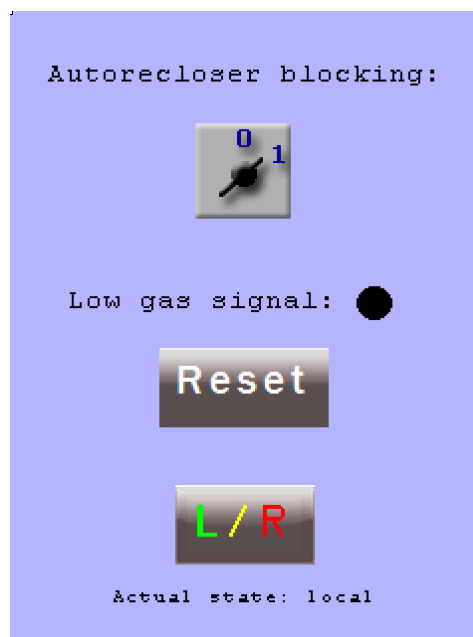 Autorecloser blocking:
0
1
Low gas signal:
Reset
L/R
Actual state: local